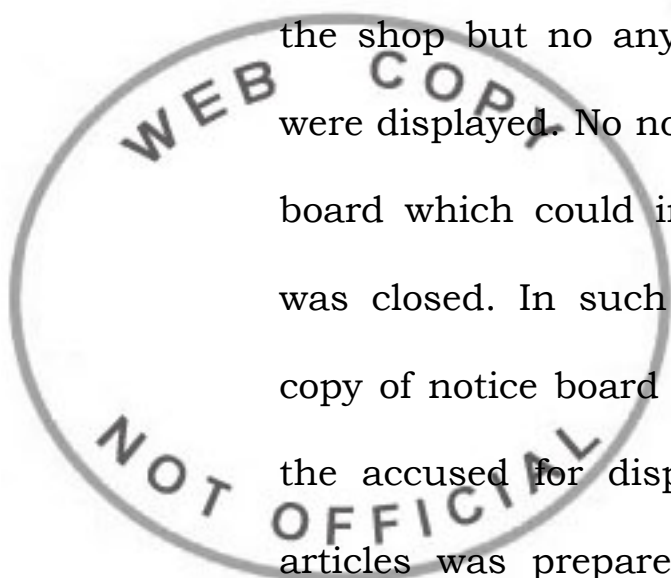 the shop but no any
WEB COPY
were displayed. No no
board which could i
was closed. In such
copy of notice board
the accused for disp
NOT OFFICIAL
articles was prepare